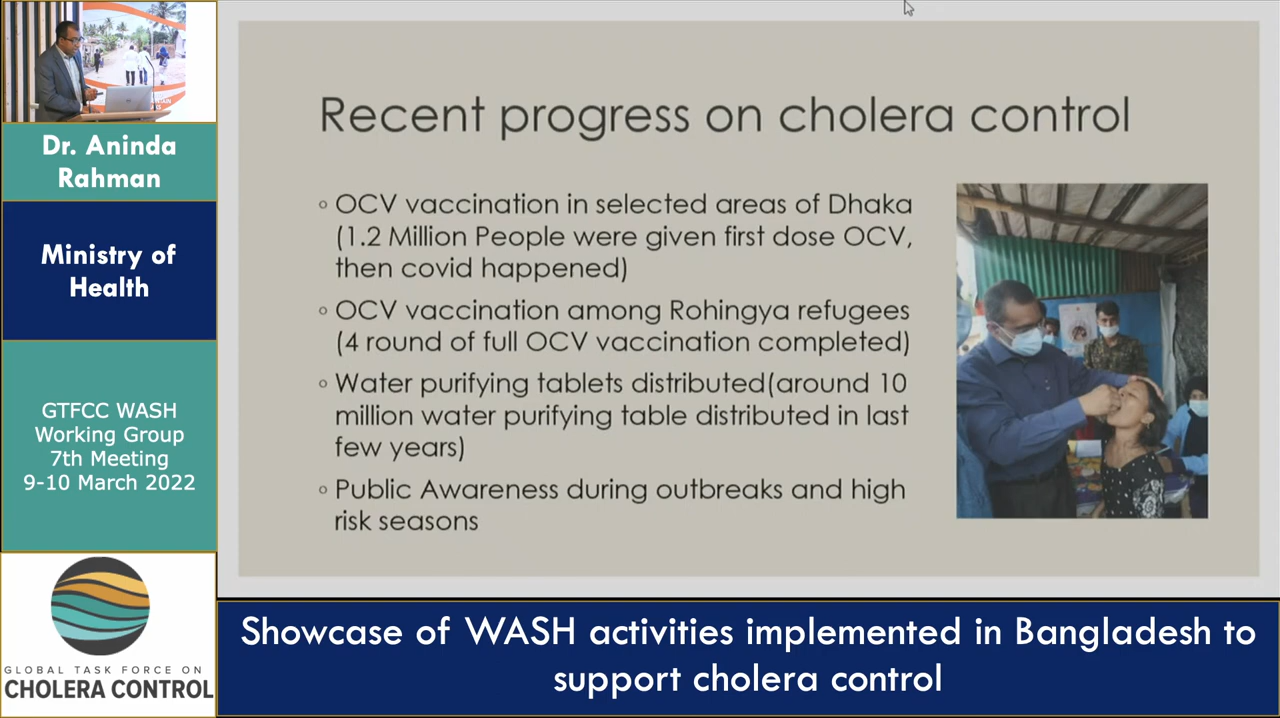 Dr. Aninda
Rahman
Ministry of
Health
GTFCC WASH
Working Group
7th Meeting
9-10 March 2022
GLOBAL TASK FORCE ON
CHOLERA CONTROL
Recent progress on cholera control
◦ OCV vaccination in selected areas of Dhaka
(1.2 Million People were given first dose OCV,
then covid happened)
◦ OCV vaccination among Rohingya refugees
(4 round of full OCV vaccination completed)
◦ Water purifying tablets distributed(around 10
million water purifying table distributed in last
few years)
◦ Public Awareness during outbreaks and high
risk seasons
Showcase of WASH activities implemented in Bangladesh to
support cholera control